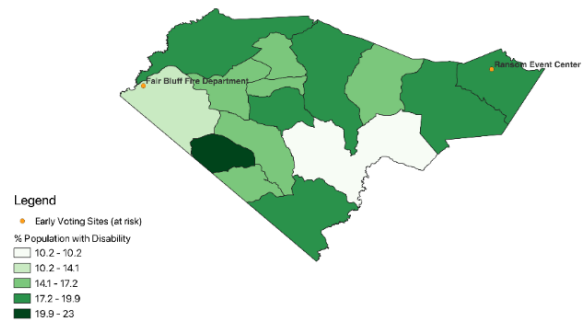 Ransom Event Center
Fair Bluff Fire Department
Legend
Early Voting Sites (at risk)
% Population with Disability
10.2 - 10.2
10.2 - 14.1
14.1 - 17.2
17.2 - 19.9
19.9 - 23